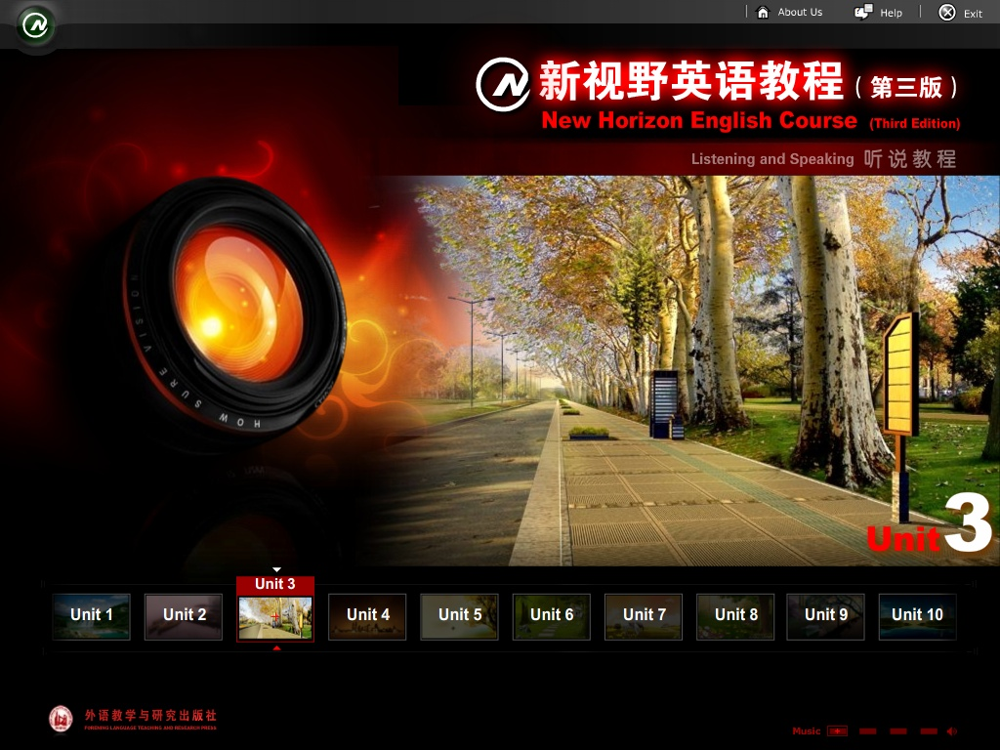 About Us Help Exit
新视野英语教程（第三版）
New Horizon English Course (Third Edition)
Listening and Speaking 听说教程
HOW SURE VISION
Unit 3
Unit 3
Unit 1 Unit 2 Unit 4 Unit 5 Unit 6 Unit 7 Unit 8 Unit 9 Unit 10
外语教学与研究出版社
FOREIGN LANGUAGE TEACHING AND RESEARCH PRESS
Music